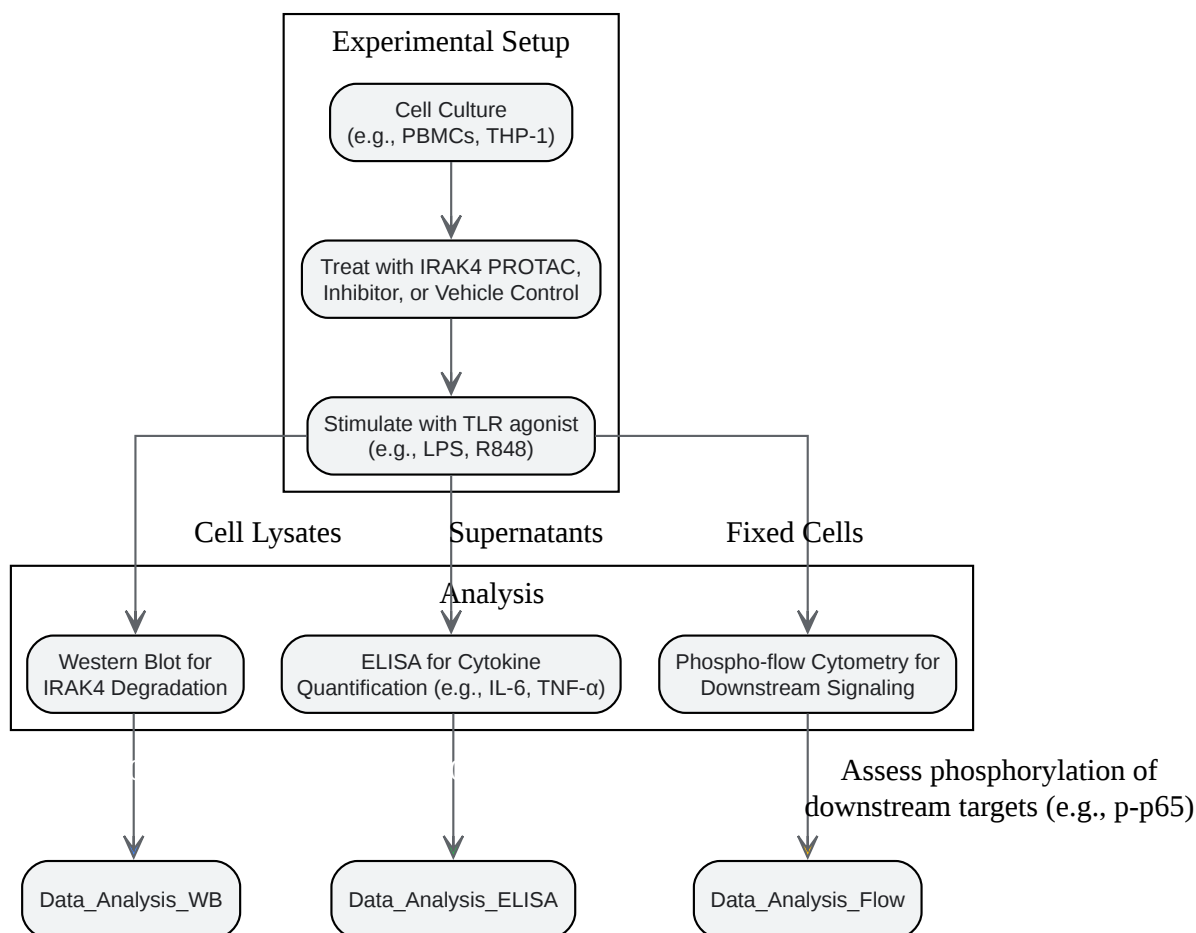 Experimental Setup
Cell Culture
(e.g., PBMCs, THP-1)
Treat with IRAK4 PROTAC,
Inhibitor, or Vehicle Control
Stimulate with TLR agonist
(e.g., LPS, R848)
Cell Lysates
Supernatants
Fixed Cells
Analysis
Western Blot for
IRAK4 Degradation
ELISA for Cytokine
Quantification (e.g., IL-6, TNF-α)
Phospho-flow Cytometry for
Downstream Signaling
Assess phosphorylation of
downstream targets (e.g., p-p65)
Data_Analysis_WB
Data_Analysis_ELISA
Data_Analysis_Flow